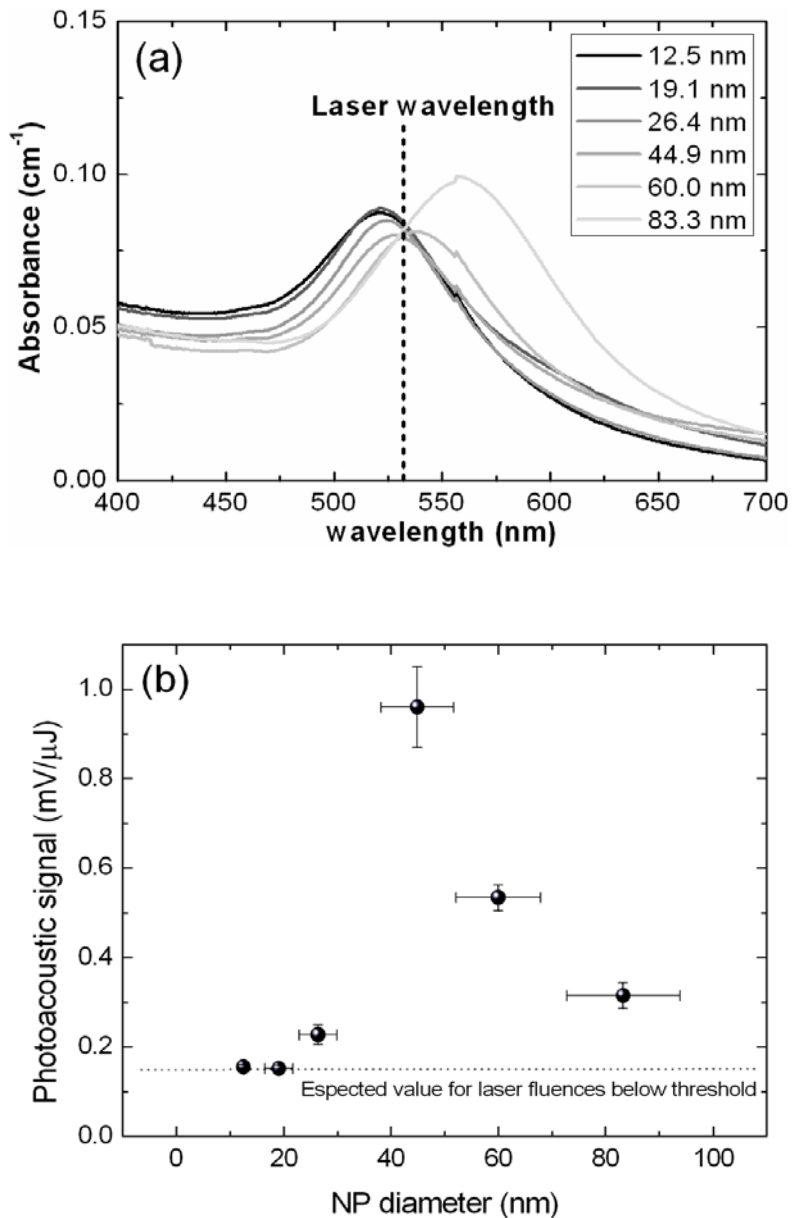 (a)
Laser wavelength
12.5 nm
19.1 nm
26.4 nm
44.9 nm
60.0 nm
83.3 nm
0.15
0.10
0.05
0.00
Absorbance (cm⁻¹)
400 450 500 550 600 650 700
wavelength (nm)
(b)
1.0
0.8
0.6
0.4
0.2
0.0
Photoacoustic signal (mV/μJ)
Espected value for laser fluences below threshold
0 20 40 60 80 100
NP diameter (nm)